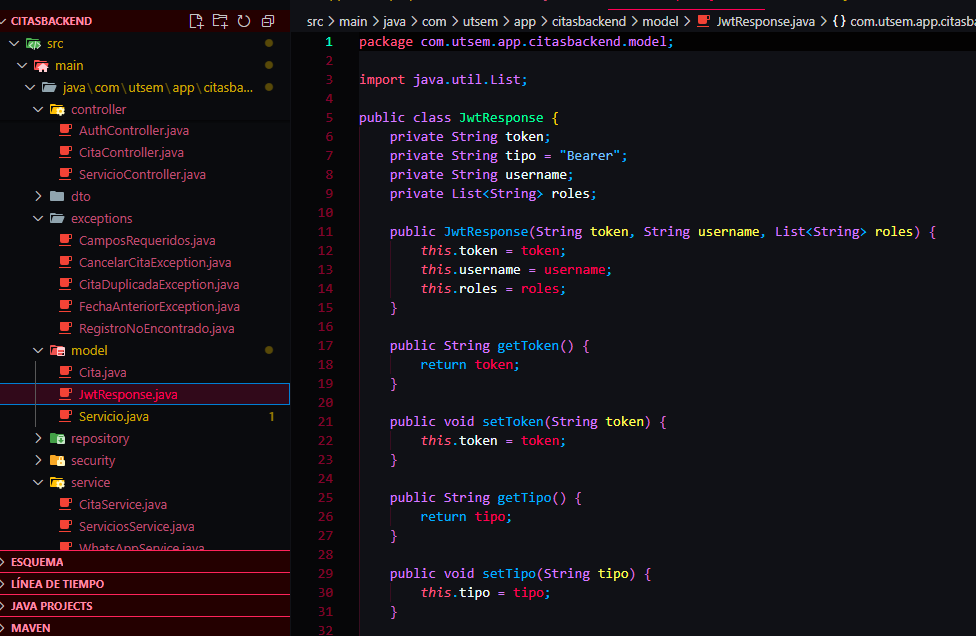 CITASBACKEND
src
main
java\com\utsem\app\citasba...
controller
AuthController.java
CitaController.java
ServicioController.java
dto
exceptions
CamposRequeridos.java
CancelarCitaException.java
CitaDuplicadaException.java
FechaAnteriorException.java
RegistroNoEncontrado.java
model
Cita.java
JwtResponse.java
Servicio.java 1
repository
security
service
CitaService.java
ServiciosService.java
WhatsAppService.java
ESQUEMA
LÍNEA DE TIEMPO
JAVA PROJECTS
MAVEN
src > main > java > com > utsem > app > citasbackend > model > JwtResponse.java > {} com.utsem.app.citasba
1 package com.utsem.app.citasbackend.model;
2
3 import java.util.List;
4
5 public class JwtResponse {
6     private String token;
7     private String tipo = "Bearer";
8     private String username;
9     private List<String> roles;
10
11     public JwtResponse(String token, String username, List<String> roles) {
12         this.token = token;
13         this.username = username;
14         this.roles = roles;
15     }
16
17     public String getToken() {
18         return token;
19     }
20
21     public void setToken(String token) {
22         this.token = token;
23     }
24
25     public String getTipo() {
26         return tipo;
27     }
28
29     public void setTipo(String tipo) {
30         this.tipo = tipo;
31     }
32